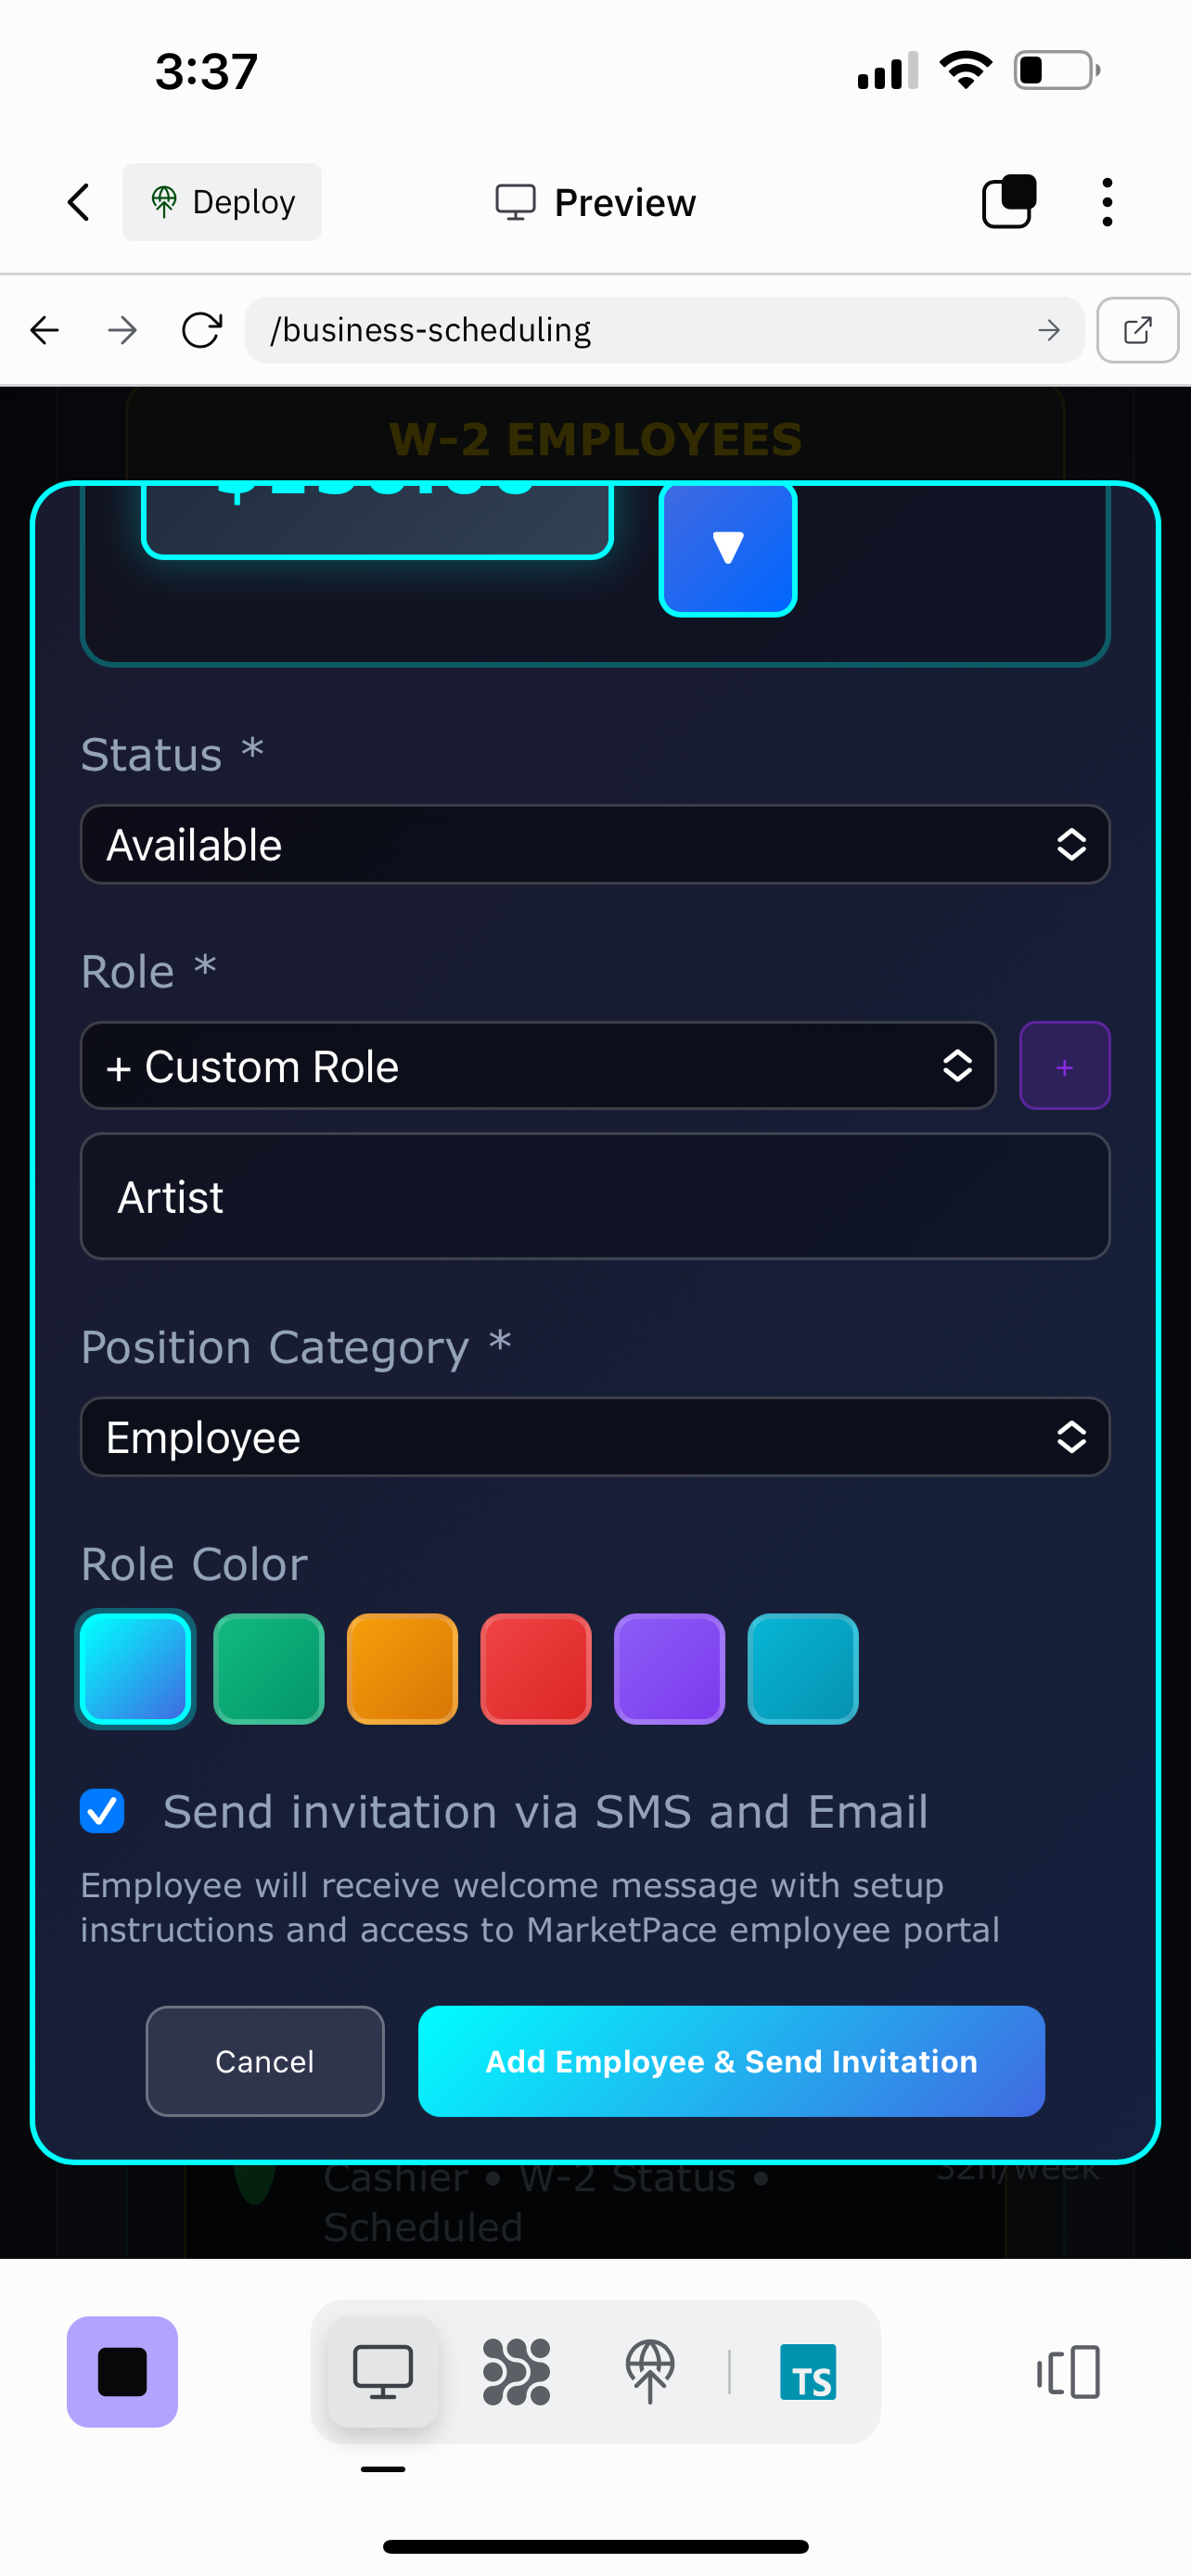 3:37
Deploy
Preview
/business-scheduling
W-2 EMPLOYEES
Status *
Available
Role *
+ Custom Role
+
Artist
Position Category *
Employee
Role Color
Send invitation via SMS and Email
Employee will receive welcome message with setup
instructions and access to MarketPace employee portal
Cancel
Add Employee & Send Invitation
Cashier • W-2 Status •
32h/week
Scheduled
TS